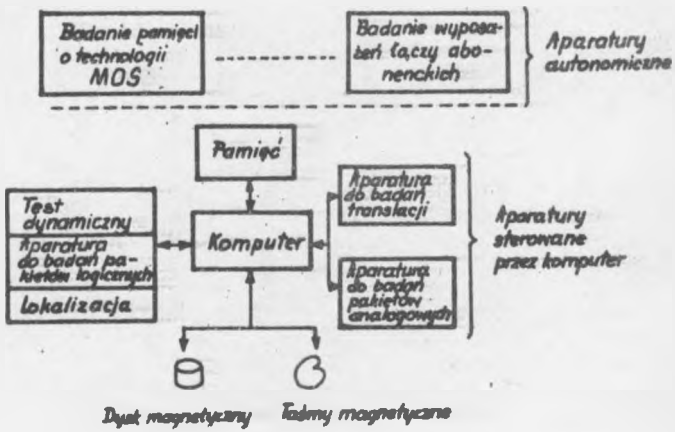 Badanie pamięci
o technologii
MOS
Badanie wyposa-
żeń łączy abo-
nenckich
Aparatury
autonomiczne
Pamięć
Test
dynamiczny
Aparatura
do badań pa-
kietów logicznych
Lokalizacja
Komputer
Aparatura
do badań
translacji
Aparatura
do badań
pakietów
analogowych
Aparatury
sterowane
przez komputer
Dysk magnetyczny
Taśmy magnetyczne